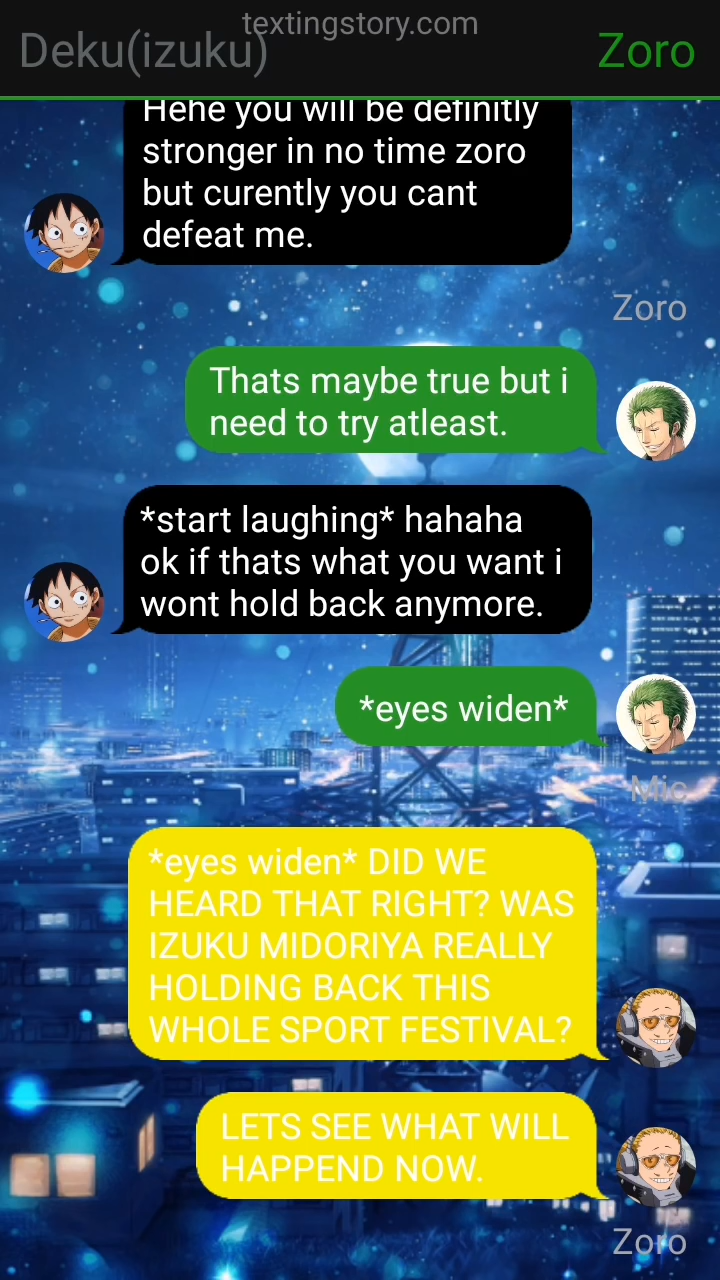 textingstory.com
Deku(izuku)
Zoro
Hehe you will be definitly
stronger in no time zoro
but curently you cant
defeat me.
Zoro
Thats maybe true but i
need to try atleast.
*start laughing* hahaha
ok if thats what you want i
wont hold back anymore.
*eyes widen*
Mic
*eyes widen* DID WE
HEARD THAT RIGHT? WAS
IZUKU MIDORIYA REALLY
HOLDING BACK THIS
WHOLE SPORT FESTIVAL?
LETS SEE WHAT WILL
HAPPEND NOW.
Zoro